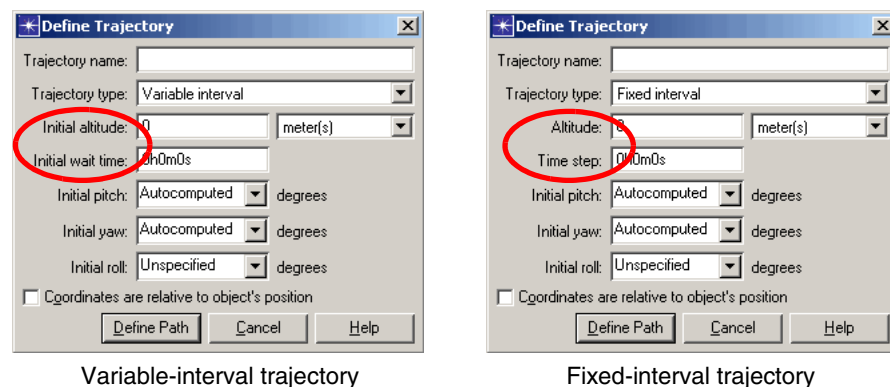 Define Trajectory
Trajectory name:
Trajectory type: Variable interval
Initial altitude: 0 meter(s)
Initial wait time: 0h0m0s
Initial pitch: Autocomputed degrees
Initial yaw: Autocomputed degrees
Initial roll: Unspecified degrees
Coordinates are relative to object's position
Define Path Cancel Help
Variable-interval trajectory
Define Trajectory
Trajectory name:
Trajectory type: Fixed interval
Altitude: 0 meter(s)
Time step: 0h0m0s
Initial pitch: Autocomputed degrees
Initial yaw: Autocomputed degrees
Initial roll: Unspecified degrees
Coordinates are relative to object's position
Define Path Cancel Help
Fixed-interval trajectory